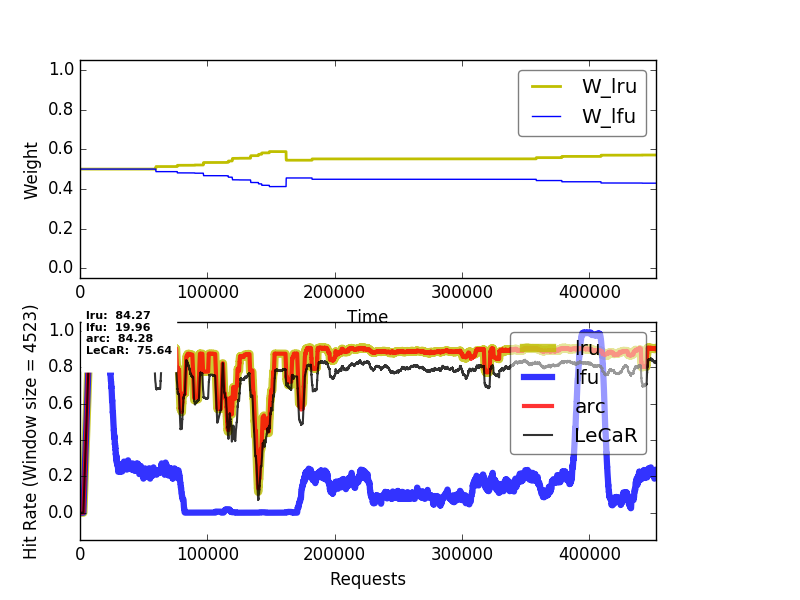 1.0
0.8
0.6
0.4
0.2
0.0
Weight
W_lru
W_lfu
0 100000 200000 300000 400000
Time
lru: 84.27
lfu: 19.96
arc: 84.28
LeCaR: 75.64
1.0
0.8
0.6
0.4
0.2
0.0
Hit Rate (Window size = 4523)
lru
lfu
arc
LeCaR
0 100000 200000 300000 400000
Requests